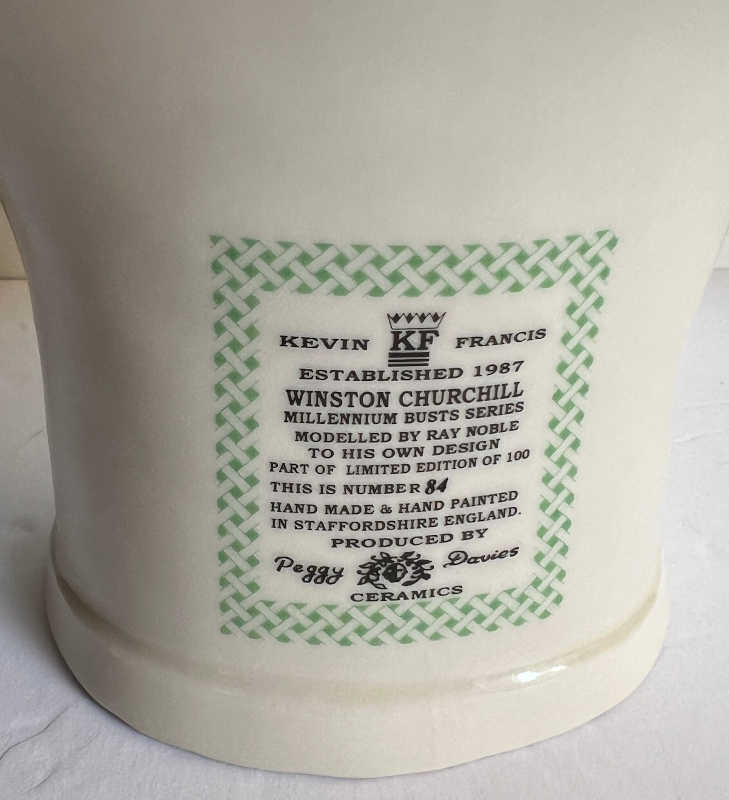 KEVIN KF FRANCIS
ESTABLISHED 1987
WINSTON CHURCHILL
MILLENNIUM BUSTS SERIES
MODELLED BY RAY NOBLE
TO HIS OWN DESIGN
PART OF LIMITED EDITION OF 100
THIS IS NUMBER 84
HAND MADE & HAND PAINTED
IN STAFFORDSHIRE ENGLAND.
PRODUCED BY
Peggy Davies
CERAMICS